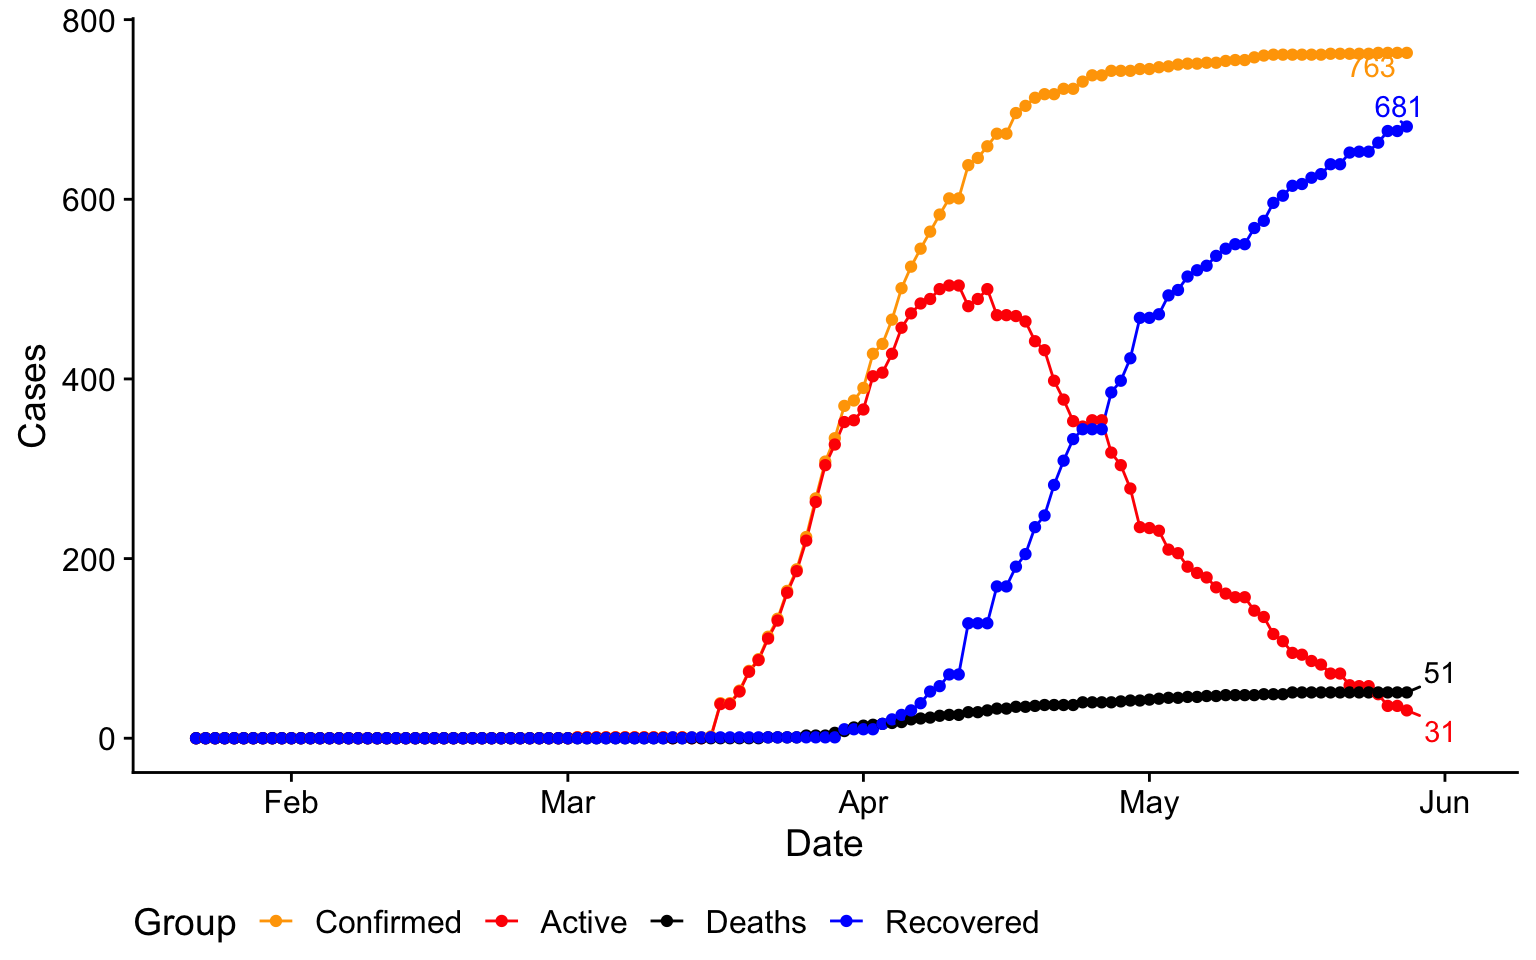 800
763
681
600
Cases
400
200
51
0
31
Feb Mar Apr May Jun
Date
Group Confirmed Active Deaths Recovered